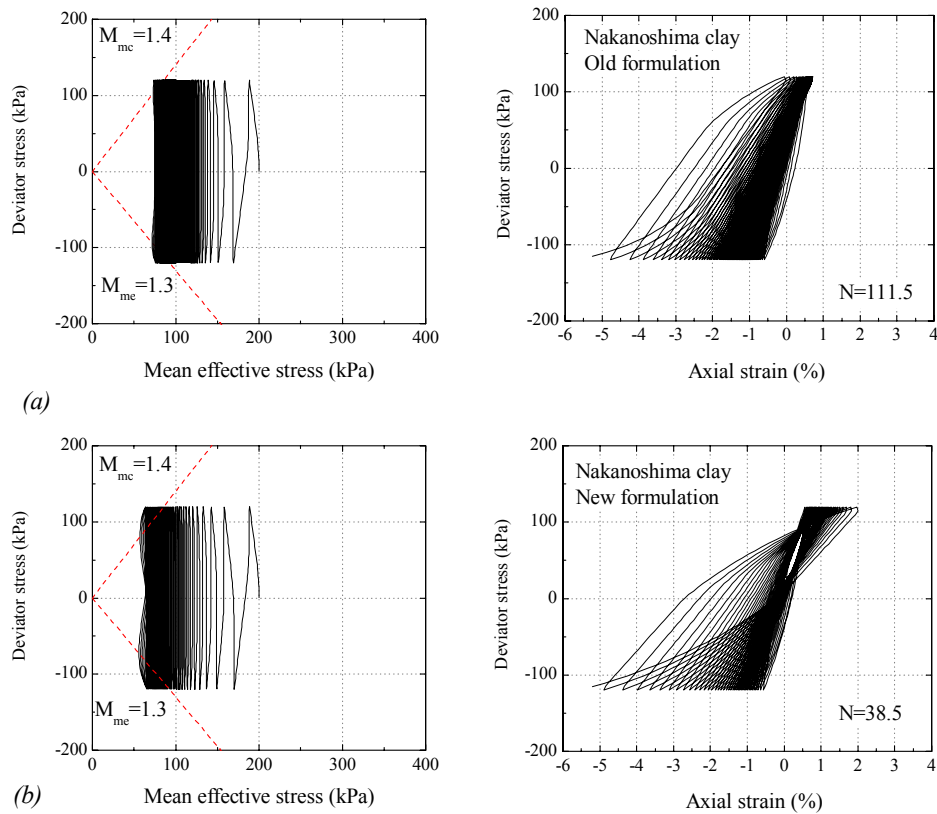 200
M_mc=1.4
100
0
-100
M_me=1.3
-200
0
100
200
300
400
Deviator stress (kPa)
Mean effective stress (kPa)
(a)
200
Nakanoshima clay
Old formulation
100
0
-100
N=111.5
-200
-6
-5
-4
-3
-2
-1
0
1
2
3
4
Deviator stress (kPa)
Axial strain (%)
200
M_mc=1.4
100
0
-100
M_me=1.3
-200
0
100
200
300
400
Deviator stress (kPa)
Mean effective stress (kPa)
(b)
200
Nakanoshima clay
New formulation
100
0
-100
N=38.5
-200
-6
-5
-4
-3
-2
-1
0
1
2
3
4
Deviator stress (kPa)
Axial strain (%)